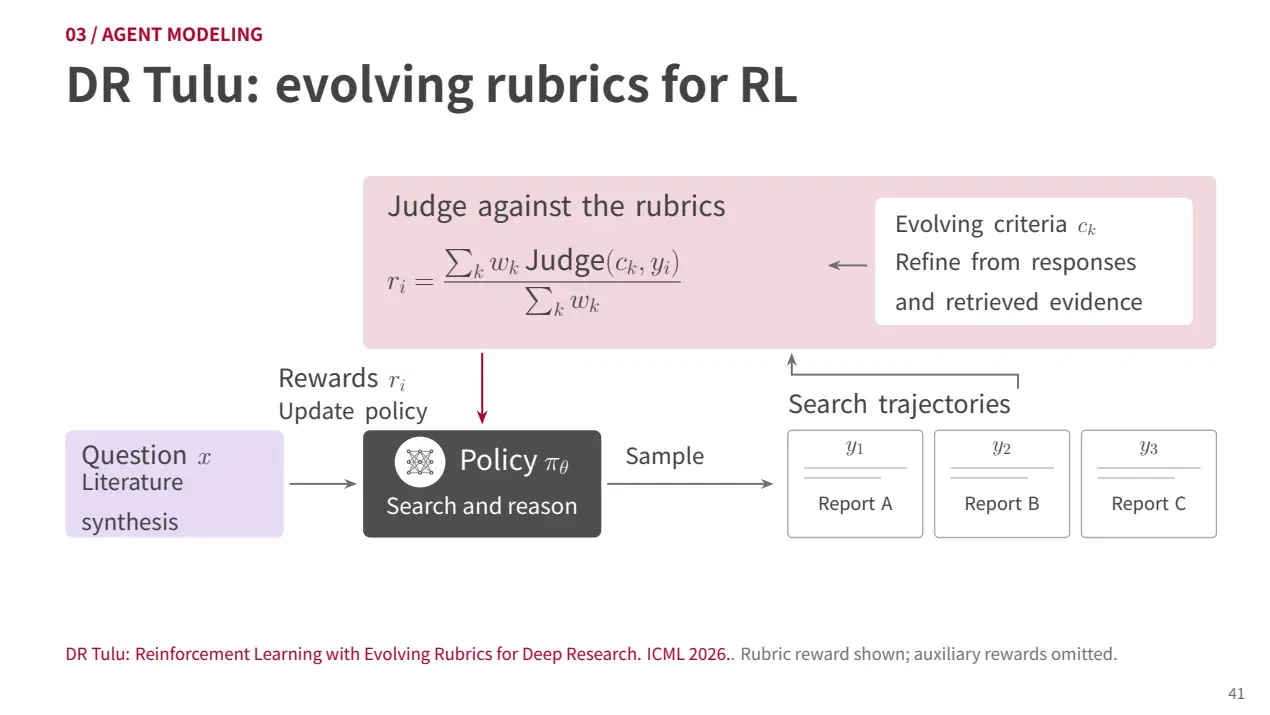 03 / AGENT MODELING
DR Tulu: evolving rubrics for RL
Judge against the rubrics
r_i = \frac{\sum_k w_k Judge(c_k, y_i)}{\sum_k w_k}
Evolving criteria c_k
Refine from responses
and retrieved evidence
Rewards r_i
Update policy
Question x
Literature
synthesis
Policy π_θ
Search and reason
Sample
Search trajectories
y_1
Report A
y_2
Report B
y_3
Report C
DR Tulu: Reinforcement Learning with Evolving Rubrics for Deep Research. ICML 2026.. Rubric reward shown; auxiliary rewards omitted.
41